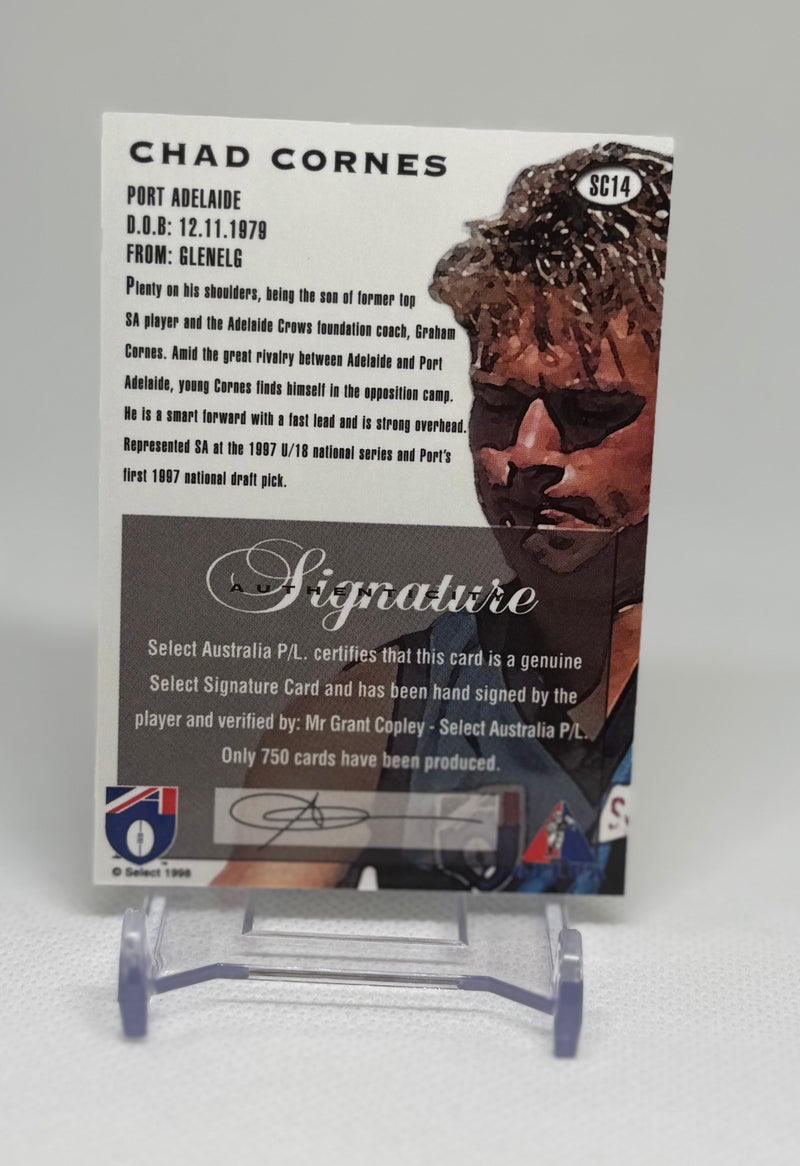 CHAD CORNES
SC14
PORT ADELAIDE
D.O.B: 12.11.1979
FROM: GLENELG
Plenty on his shoulders, being the son of former top
SA player and the Adelaide Crows foundation coach, Graham
Cornes. Amid the great rivalry between Adelaide and Port
Adelaide, young Cornes finds himself in the opposition camp.
He is a smart forward with a fast lead and is strong overhead.
Represented SA at the 1997 U/18 national series and Port's
first 1997 national draft pick.
Signature
AUTHENTICITY
Select Australia P/L. certifies that this card is a genuine
Select Signature Card and has been hand signed by the
player and verified by: Mr Grant Copley - Select Australia P/L.
Only 750 cards have been produced.
© Select 1998